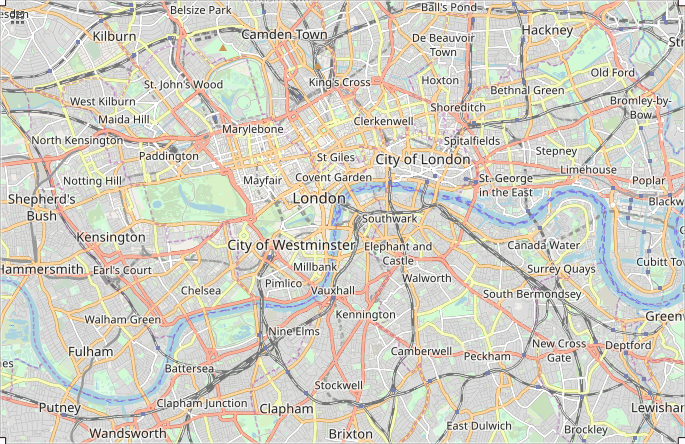 Belsize Park
Ball's Pond
Kilburn
Camden Town
Hackney
De Beauvoir
Town
King's Cross
Hoxton
Old Ford
St. John's Wood
Bethnal Green
West Kilburn
Shoreditch
Bromley-by-
Bow
Maida Hill
Clerkenwell
Marylebone
North Kensington
Spitalfields
Paddington
St Giles
City of London
Stepney
Limehouse
Notting Hill
Mayfair
Covent Garden
St. George
in the East
Poplar
Shepherd's
Bush
London
Blackw
Southwark
Kensington
City of Westminster
Elephant and
Castle
Canada Water
Hammersmith
Earl's Court
Millbank
Surrey Quays
Cubitt To
Pimlico
Walworth
Chelsea
Vauxhall
South Bermondsey
Walham Green
Kennington
Green
Nine Elms
New Cross
Gate
Deptford
Fulham
Camberwell
Peckham
Battersea
Stockwell
Putney
Clapham Junction
Clapham
Lewisham
East Dulwich
Brockley
Wandsworth
Brixton